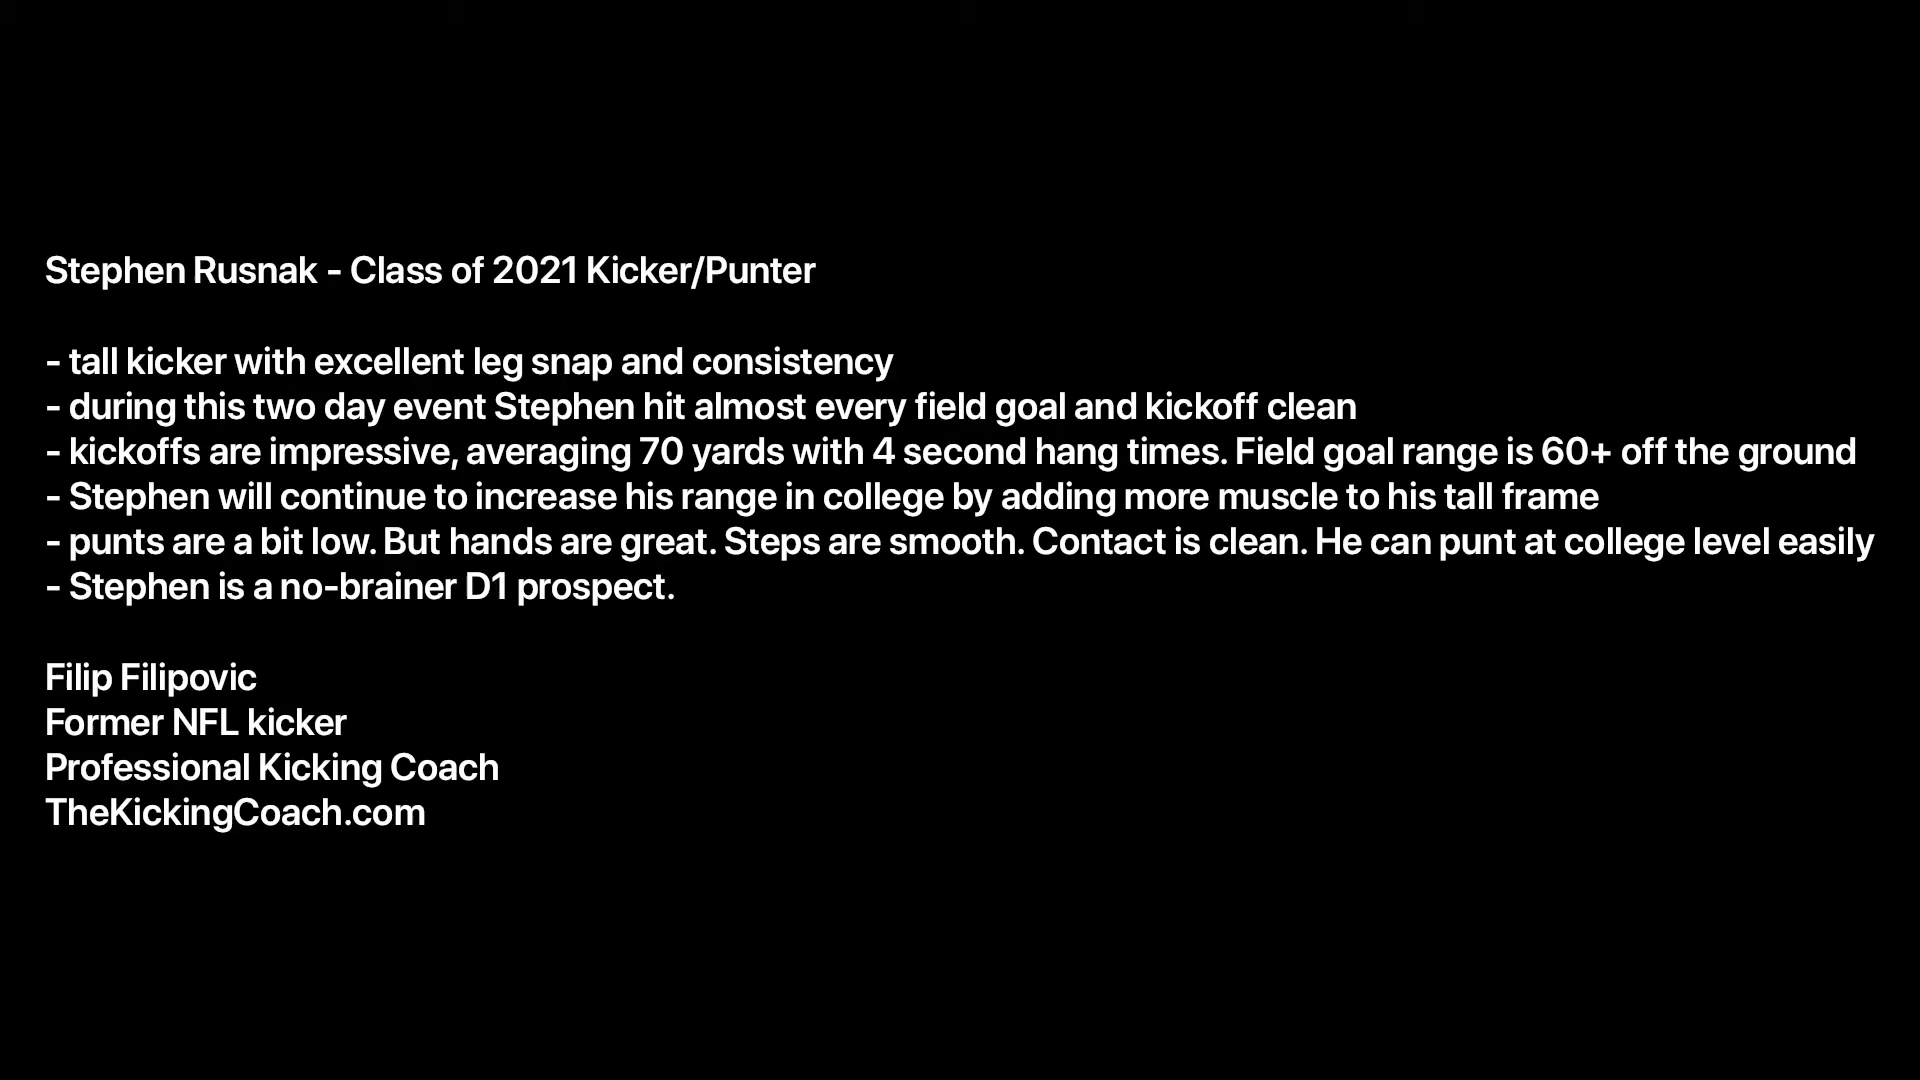 Stephen Rusnak - Class of 2021 Kicker/Punter
- tall kicker with excellent leg snap and consistency
- during this two day event Stephen hit almost every field goal and kickoff clean
- kickoffs are impressive, averaging 70 yards with 4 second hang times. Field goal range is 60+ off the ground
- Stephen will continue to increase his range in college by adding more muscle to his tall frame
- punts are a bit low. But hands are great. Steps are smooth. Contact is clean. He can punt at college level easily
- Stephen is a no-brainer D1 prospect.
Filip Filipovic
Former NFL kicker
Professional Kicking Coach
TheKickingCoach.com